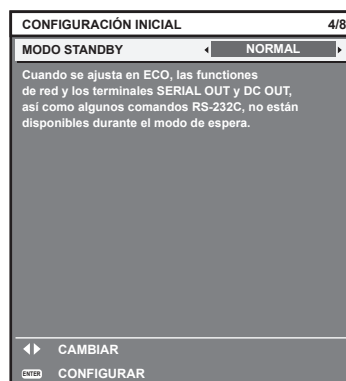 CONFIGURACIÓN INICIAL 4/8
MODO STANDBY NORMAL
Cuando se ajusta en ECO, las functiones
de red y los terminales SERIAL OUT y DC OUT,
así como algunos comandos RS-232C, no están
disponibles durante el modo de espera.
CAMBIAR
ENTER CONFIGURAR